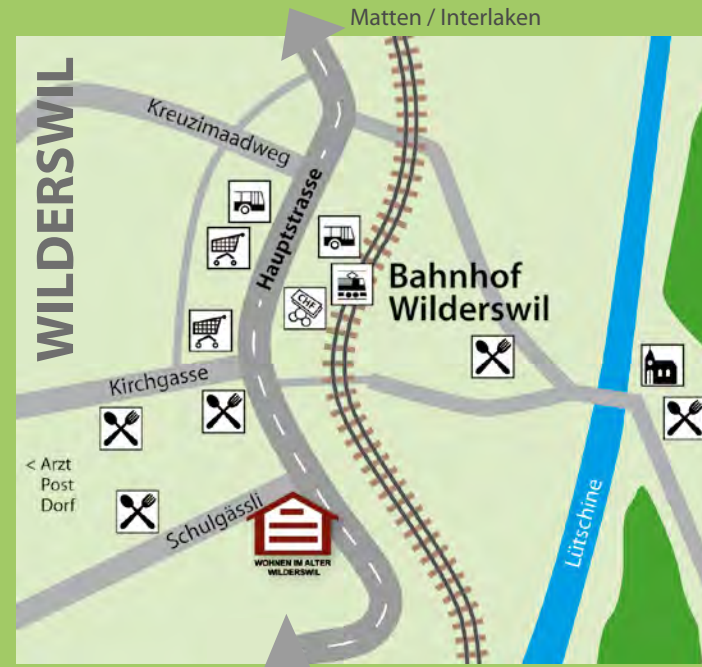 Matten / Interlaken
WILDERSWIL
Kreuzimaadweg
Hauptstrasse
CHF
Bahnhof
Wilderswil
Kirchgasse
< Arzt
Post
Dorf
Schulgässli
WOHNEN IM ALTER
WILDERSWIL
Lütschine